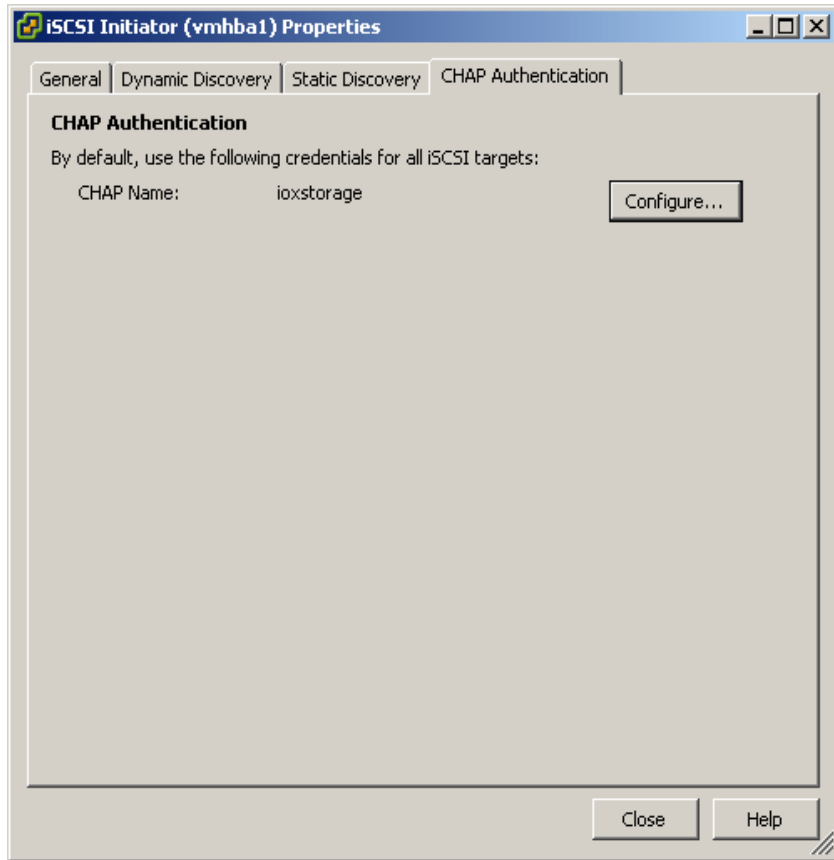 iSCSI Initiator (vmhba1) Properties
General Dynamic Discovery Static Discovery CHAP Authentication
CHAP Authentication
By default, use the following credentials for all iSCSI targets:
CHAP Name: ioxstorage Configure...
Close Help